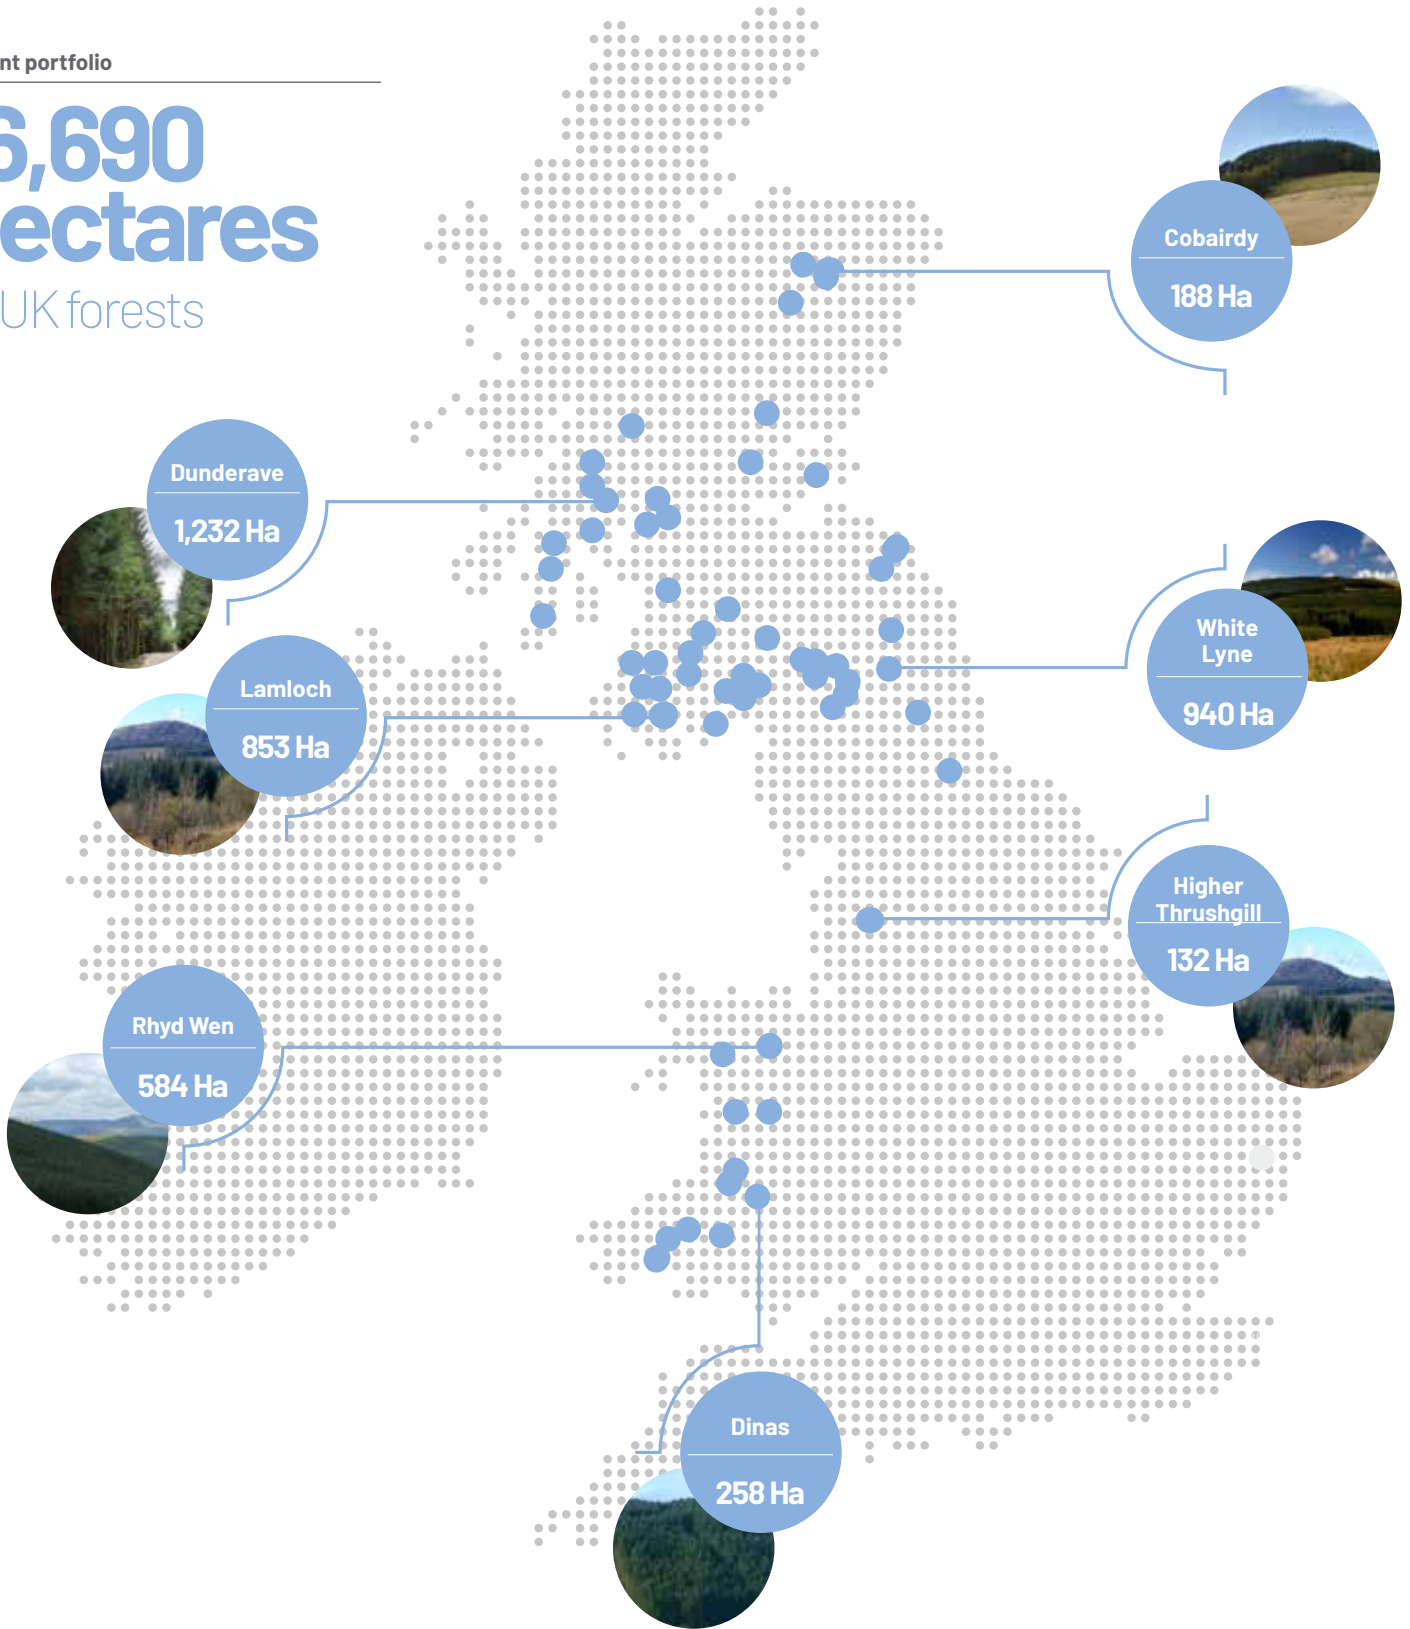 nt portfolio
6,690
ectares
UK forests
Cobairdy
188 Ha
Dunderave
1,232 Ha
White
Lyne
940 Ha
Lamloch
853 Ha
Higher
Thrushgill
132 Ha
Rhyd Wen
584 Ha
Dinas
258 Ha